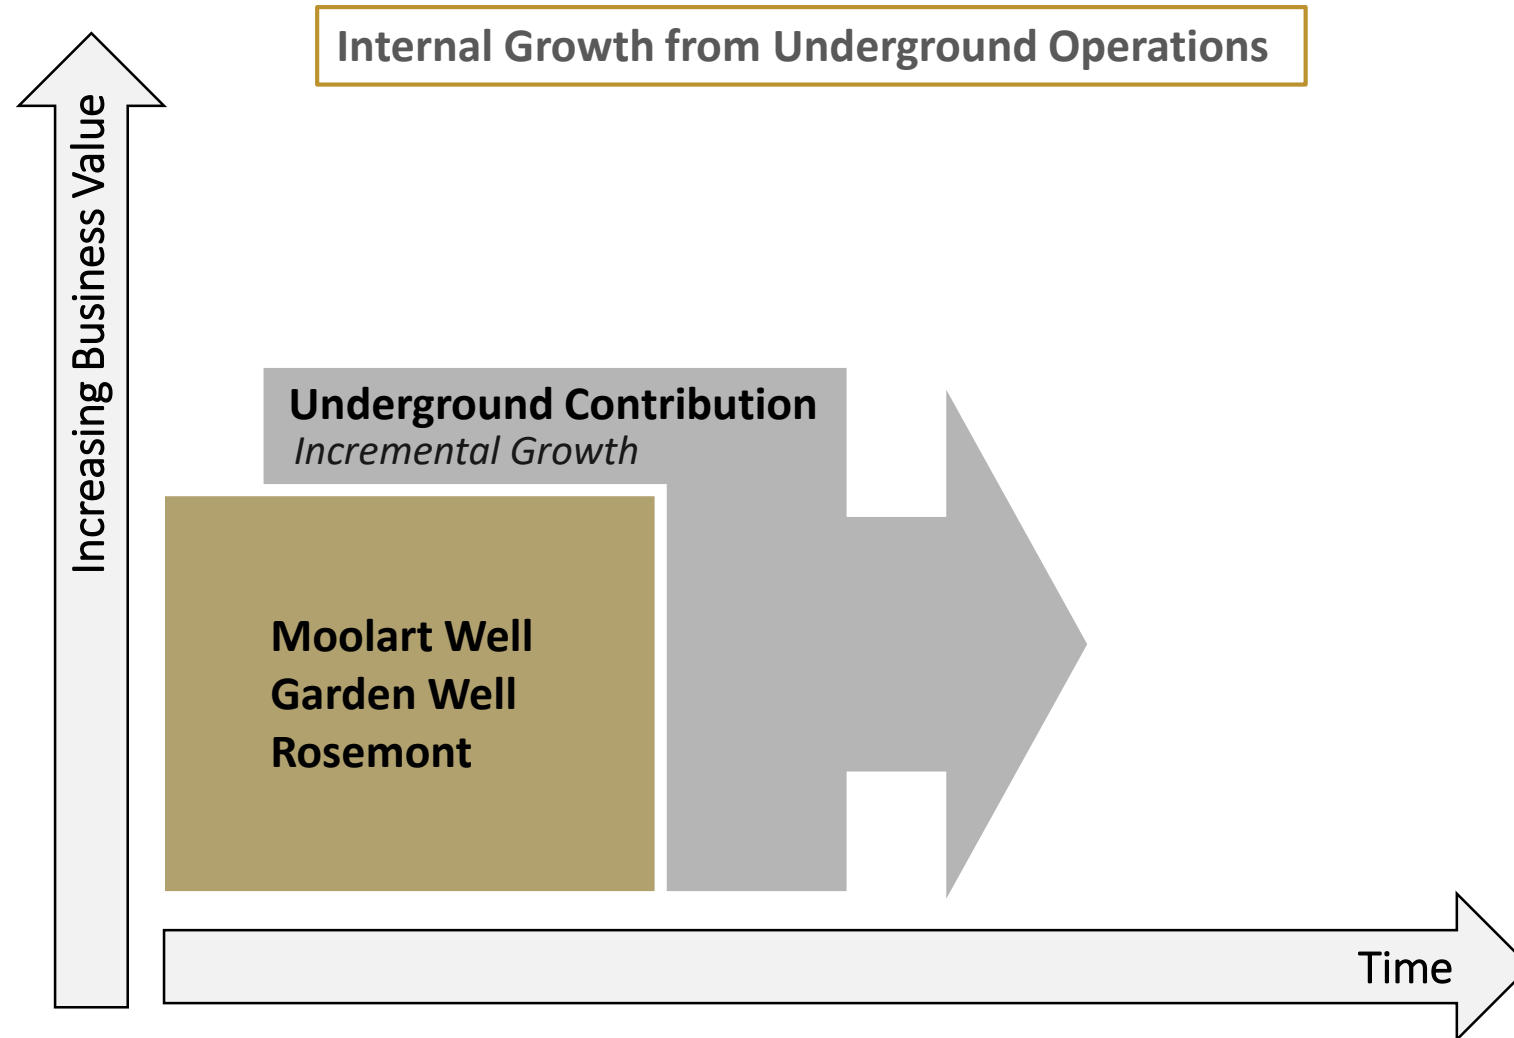 Internal Growth from Underground Operations
Increasing Business Value
Underground Contribution
Incremental Growth
Moolart Well
Garden Well
Rosemont
Time